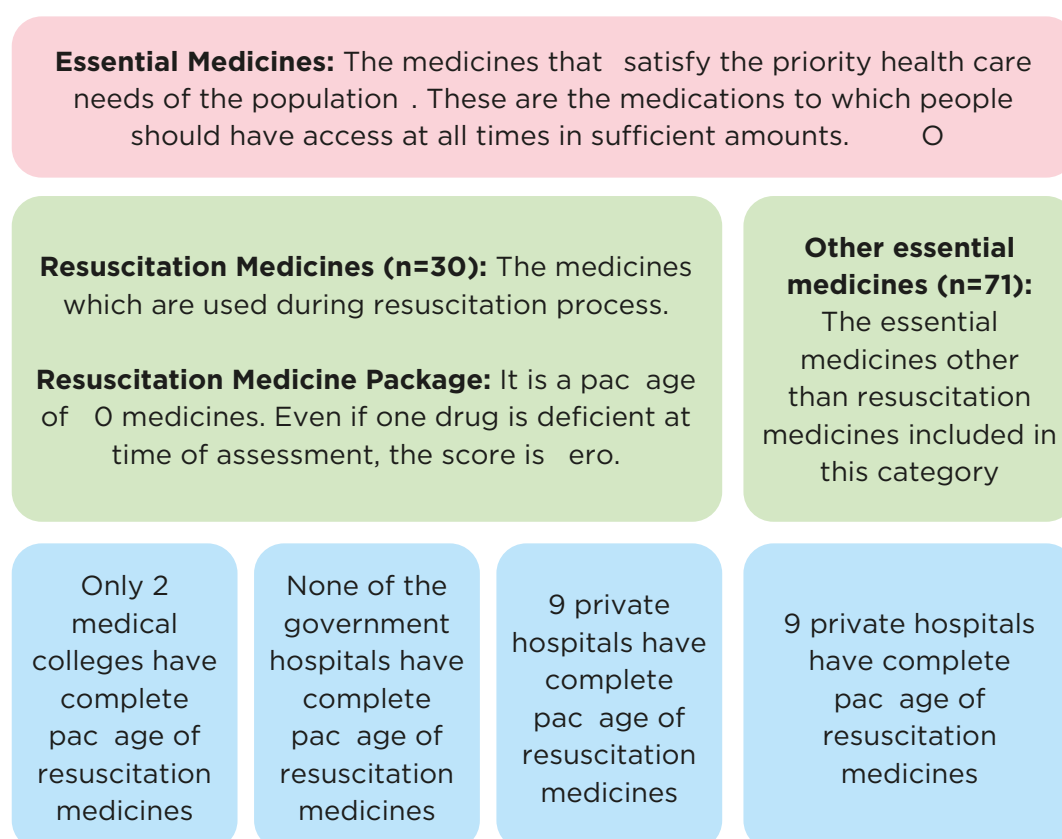 Essential Medicines: The medicines that satisfy the priority health care
needs of the population . These are the medications to which people
should have access at all times in sufficient amounts. O
Resuscitation Medicines (n=30): The medicines
which are used during resuscitation process.
Resuscitation Medicine Package: It is a pac age
of 0 medicines. Even if one drug is deficient at
time of assessment, the score is ero.
Other essential
medicines (n=71):
The essential
medicines other
than resuscitation
medicines included in
this category
Only 2
medical
colleges have
complete
pac age of
resuscitation
medicines
None of the
government
hospitals have
complete
pac age of
resuscitation
medicines
9 private
hospitals have
complete
pac age of
resuscitation
medicines
9 private hospitals
have complete
pac age of
resuscitation
medicines